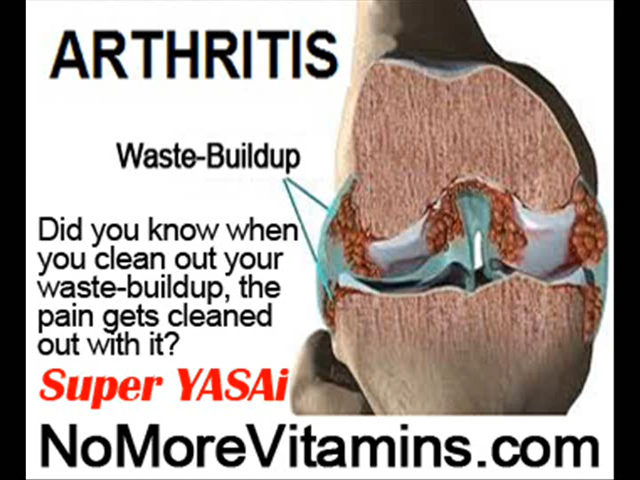 ARTHRITIS
Waste-Buildup
Did you know when
you clean out your
waste-buildup, the
pain gets cleaned
out with it?
Super YASAi
NoMoreVitamins.com